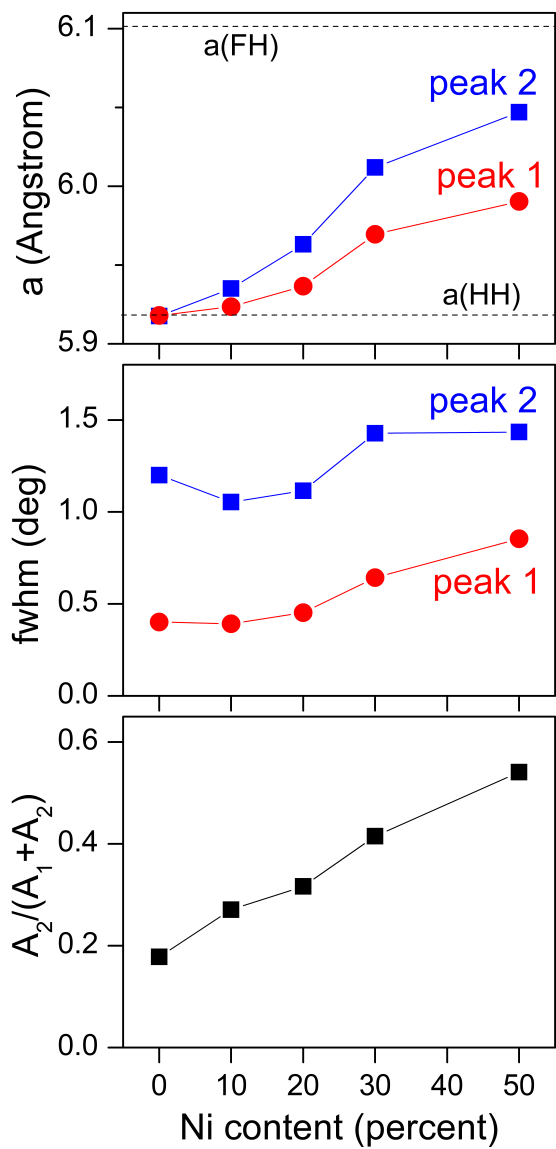 6.1
a(FH)
peak 2
6.0
peak 1
a(HH)
5.9
a (Angstrom)
1.5
peak 2
1.0
0.5
peak 1
0.0
fwhm (deg)
0.6
0.4
0.2
0.0
A₂/(A₁+A₂)
0 10 20 30 40 50
Ni content (percent)